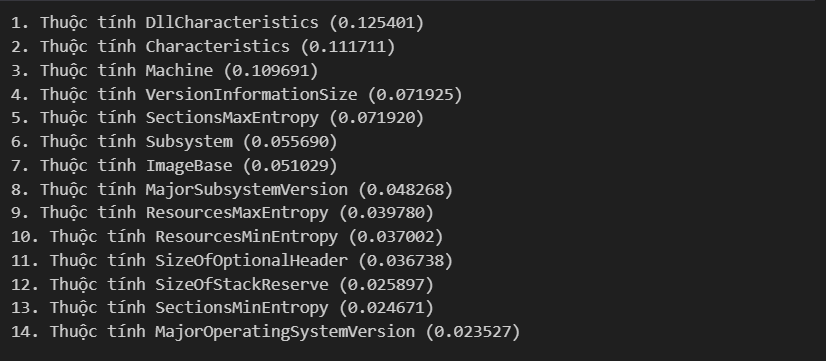 1. Thuộc tính DllCharacteristics (0.125401)
2. Thuộc tính Characteristics (0.111711)
3. Thuộc tính Machine (0.109691)
4. Thuộc tính VersionInformationSize (0.071925)
5. Thuộc tính SectionsMaxEntropy (0.071920)
6. Thuộc tính Subsystem (0.055690)
7. Thuộc tính ImageBase (0.051029)
8. Thuộc tính MajorSubsystemVersion (0.048268)
9. Thuộc tính ResourcesMaxEntropy (0.039780)
10. Thuộc tính ResourcesMinEntropy (0.037002)
11. Thuộc tính SizeOfOptionalHeader (0.036738)
12. Thuộc tính SizeOfStackReserve (0.025897)
13. Thuộc tính SectionsMinEntropy (0.024671)
14. Thuộc tính MajorOperatingSystemVersion (0.023527)